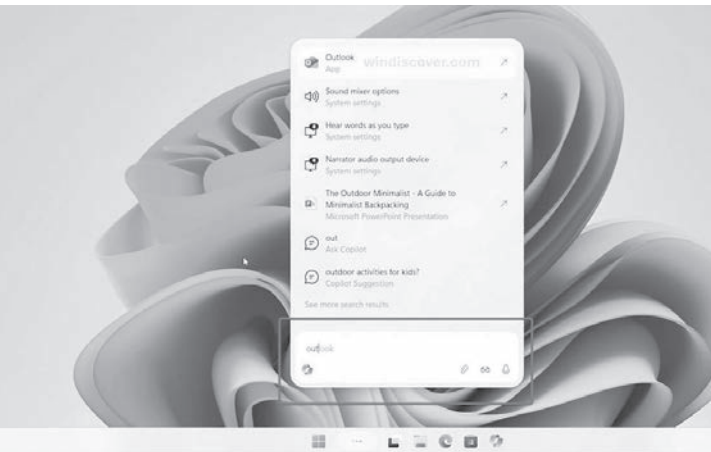 Outlook
App
windiscover.com
Sound mixer options
System settings
Hear words as you type
System settings
Narrator audio output device
System settings
The Outdoor Minimalist - A Guide to
Minimalist Backpacking
Microsoft PowerPoint Presentation
out
Ask Copilot
outdoor activities for kids?
Copilot Suggestion
See more search results
outlook